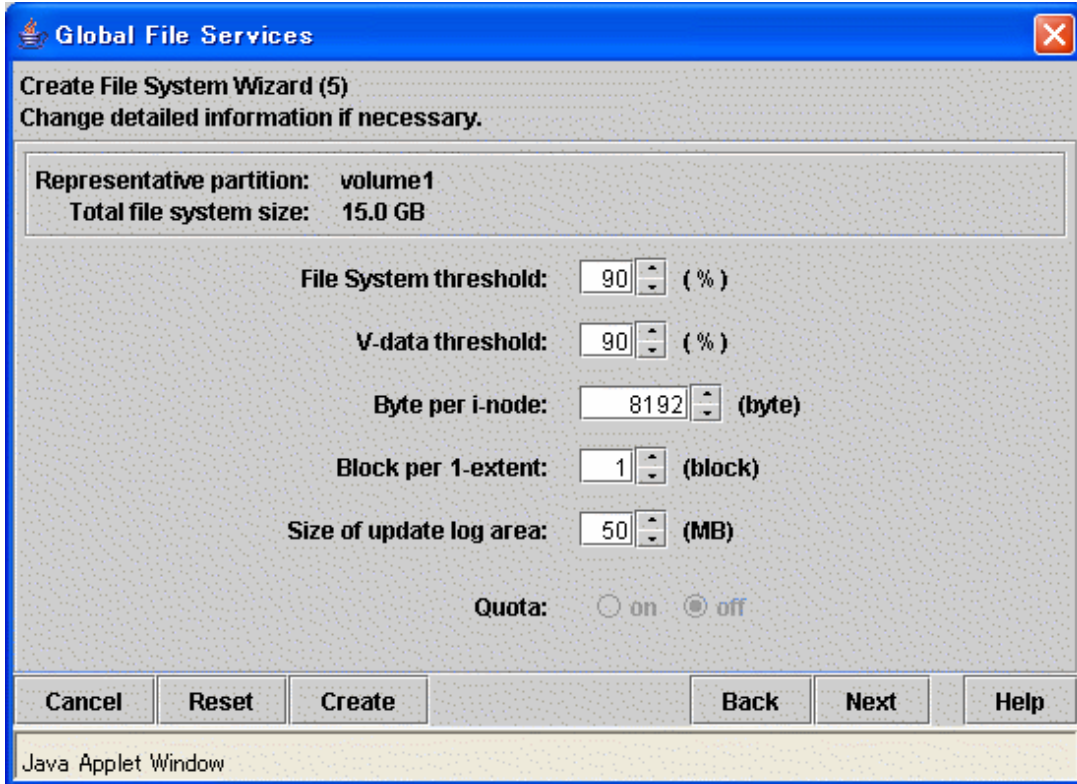 Global File Services
Create File System Wizard (5)
Change detailed information if necessary.
Representative partition: volume1
Total file system size: 15.0 GB
File System threshold: 90 ( % )
V-data threshold: 90 ( % )
Byte per i-node: 8192 (byte)
Block per 1-extent: 1 (block)
Size of update log area: 50 (MB)
Quota: on off
Cancel Reset Create Back Next Help
Java Applet Window